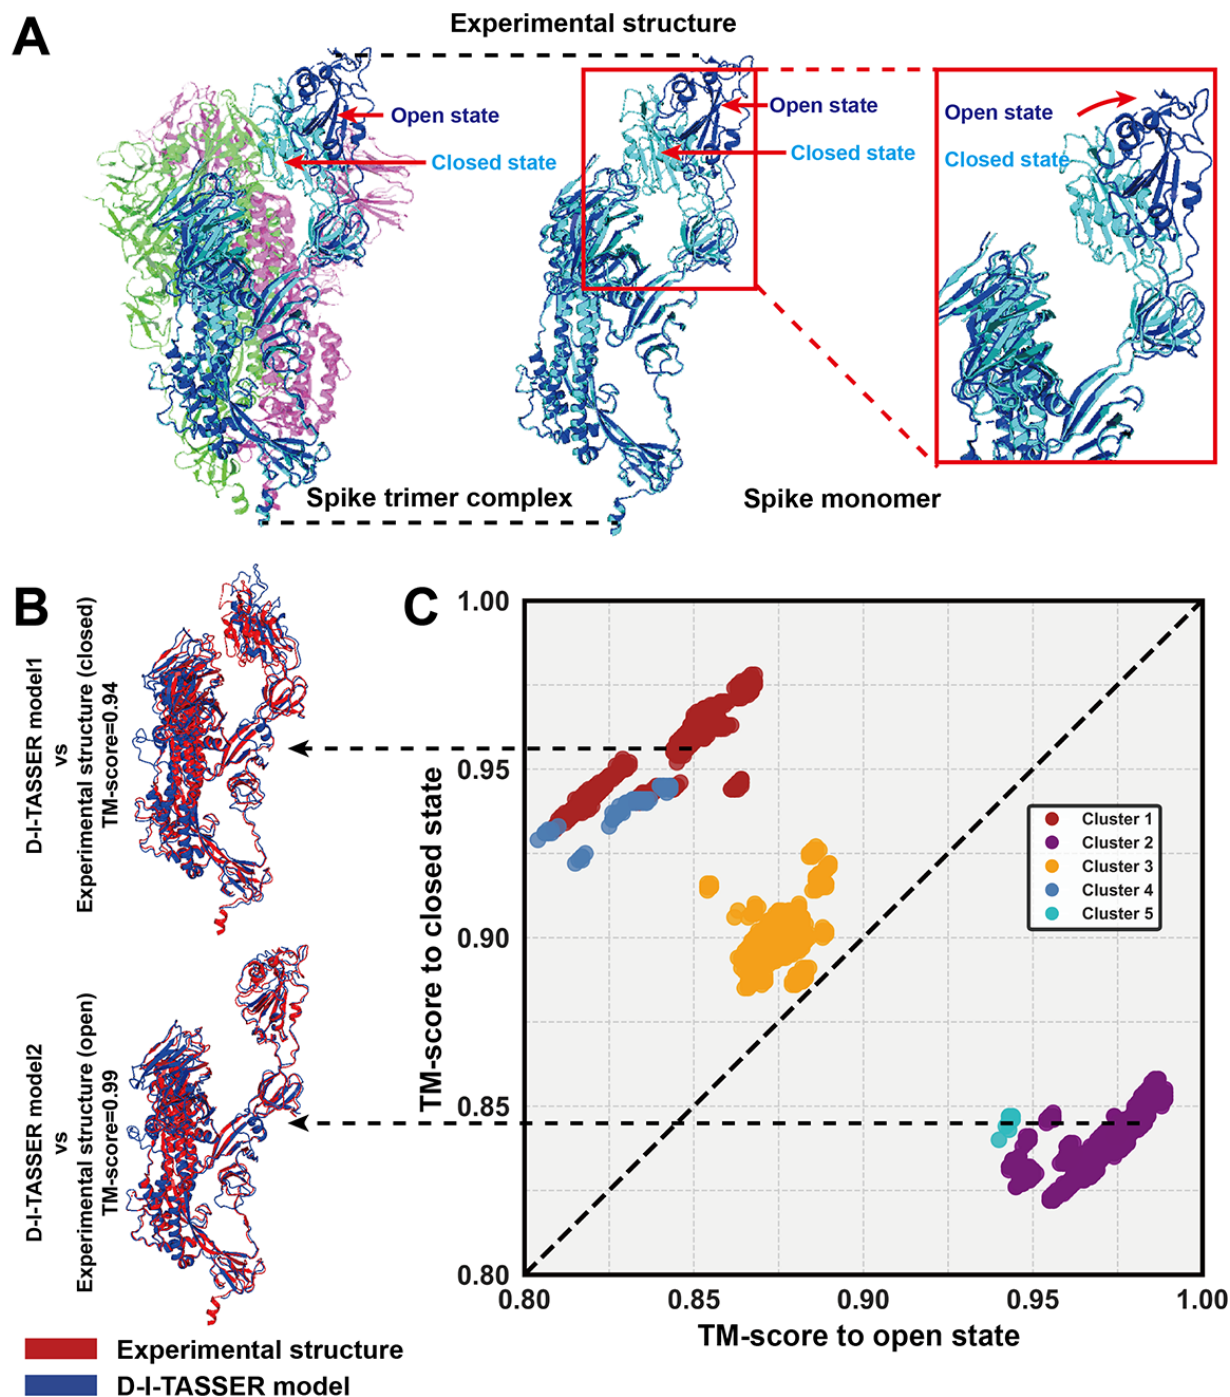 A
Experimental structure
Open state
Closed state
Open state
Closed state
Open state
Closed state
Spike trimer complex
Spike monomer
B
D-I-TASSER model1
vs
Experimental structure (closed)
TM-score=0.94
D-I-TASSER model2
vs
Experimental structure (open)
TM-score=0.99
C
TM-score to closed state
1.00
0.95
0.90
0.85
0.80
Cluster 1
Cluster 2
Cluster 3
Cluster 4
Cluster 5
0.80
0.85
0.90
0.95
1.00
TM-score to open state
Experimental structure
D-I-TASSER model